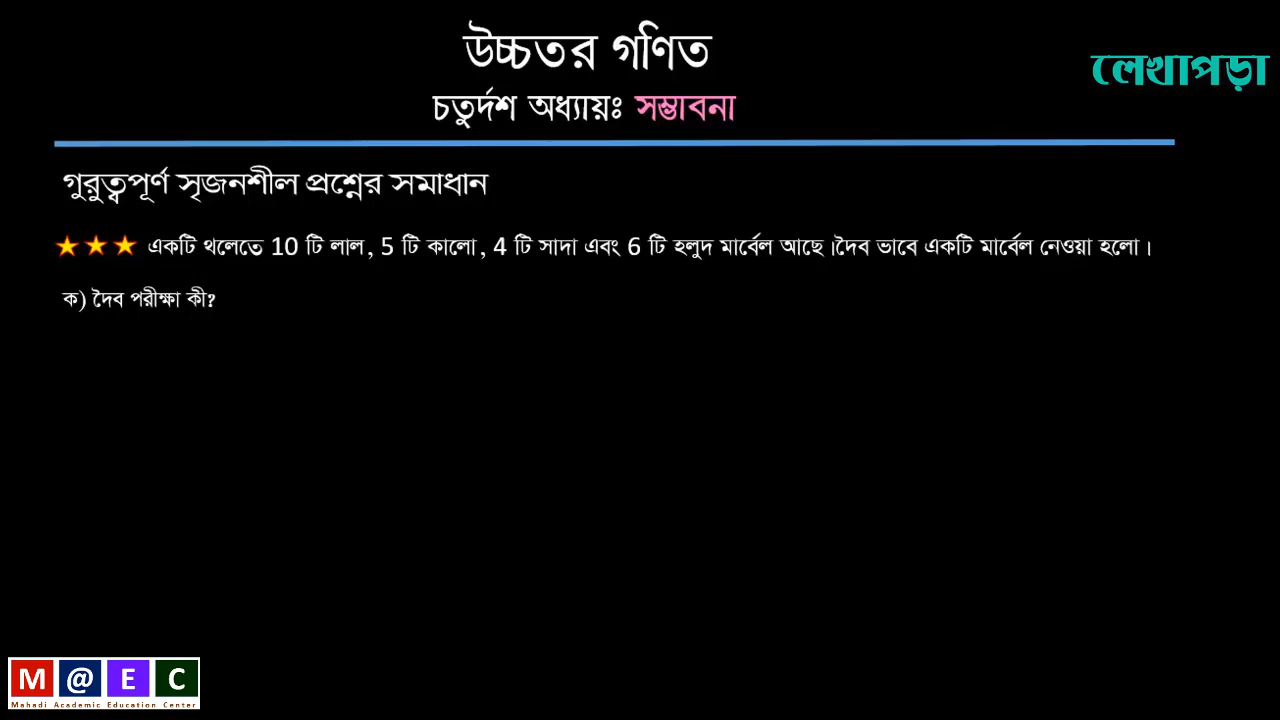 উচ্চতর গণিত
লেখাপড়া
চতুর্দশ অধ্যায়ঃ সম্ভাবনা
গুরুত্বপূর্ণ সৃজনশীল প্রশ্নের সমাধান
একটি থলেতে 10 টি লাল, 5 টি কালো, 4 টি সাদা এবং 6 টি হলুদ মার্বেল আছে।দৈব ভাবে একটি মার্বেল নেওয়া হলো।
ক) দৈব পরীক্ষা কী?
M @ E C
Mahadi Academic Education Center